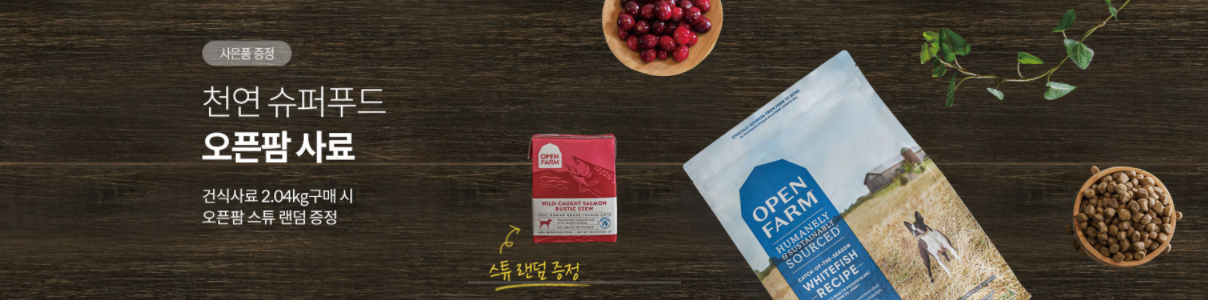 사은품 증정
천연 슈퍼푸드
오픈팜 사료
건식사료 2.04kg구매 시
오픈팜 스튜 랜덤 증정
OPEN
FARM
WILD-CAUGHT SALMON
RUSTIC STEW
스튜 랜덤 증정
OPEN
FARM
HUMANELY
& SUSTAINABLY
SOURCED
CATCH-OF-THE-SEASON
WHITEFISH
RECIPE